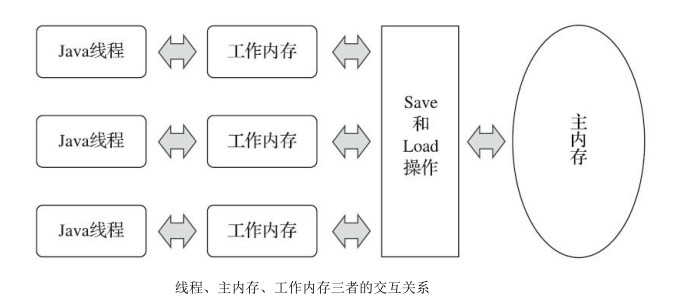 Java线程
工作内存
Java线程
工作内存
Java线程
工作内存
Save
和
Load
操作
主内存
线程、主内存、工作内存三者的交互关系